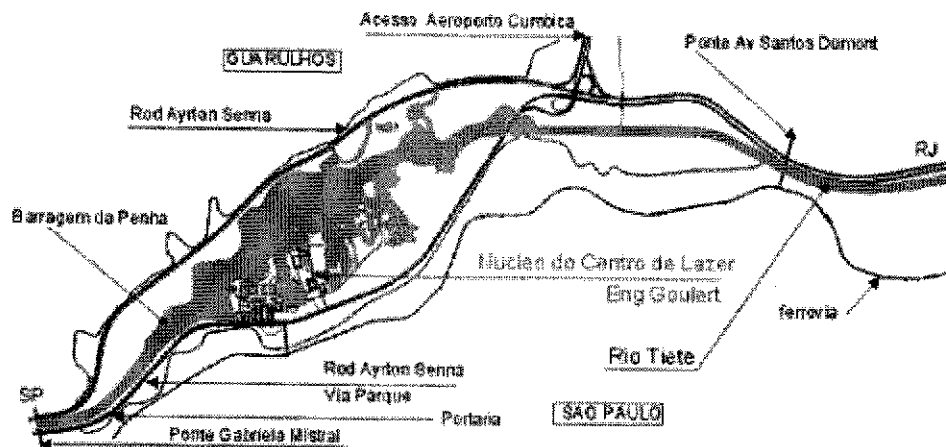 Acesso Aeroporto Cumbica
Ponte Av Santos Dumont
GUARULHOS
Rod Ayrton Senna
RJ
Barragem da Penha
Nucleo do Centro de Lazer
Eng Goulart
ferrovia
Rio Tiete
Rod Ayrton Senna
Via Parque
SP
Portaria
SAO PAULO
Ponte Gabriela Mistral